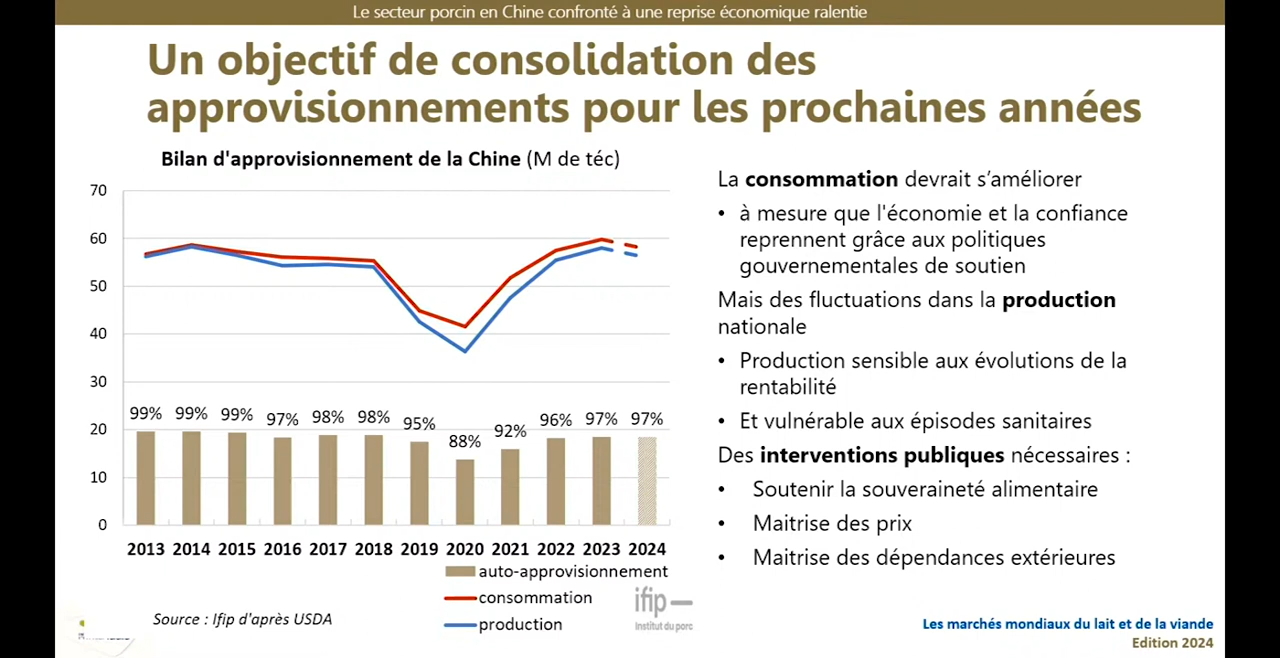 Le secteur porcin en Chine confronté à une reprise économique ralentie
Un objectif de consolidation des
approvisionnements pour les prochaines années
Bilan d'approvisionnement de la Chine (M de téc)
70
60
50
40
30
20
10
0
99% 99% 99% 97% 98% 98% 95% 88% 92% 96% 97% 97%
2013 2014 2015 2016 2017 2018 2019 2020 2021 2022 2023 2024
auto-approvisionnement
consommation
production
Source : Ifip d'après USDA
ifip
Institut du porc
La consommation devrait s’améliorer
• à mesure que l'économie et la confiance
reprennent grâce aux politiques
gouvernementales de soutien
Mais des fluctuations dans la production
nationale
• Production sensible aux évolutions de la
rentabilité
• Et vulnérable aux épisodes sanitaires
Des interventions publiques nécessaires :
• Soutenir la souveraineté alimentaire
• Maitrise des prix
• Maitrise des dépendances extérieures
Les marchés mondiaux du lait et de la viande
Edition 2024